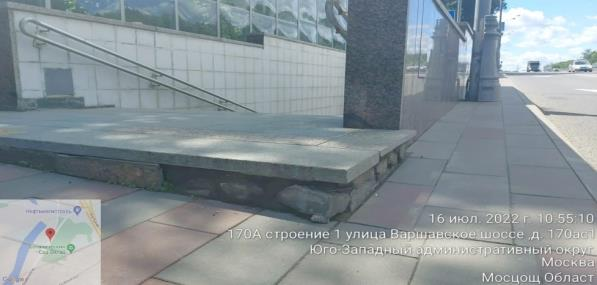 16 июл. 2022 г. 10:55:10
170А строение 1 улица Варшавское шоссе ,д. 170ас1
Юго-Западный административный округ
Москва
Мосцощ Област
Google